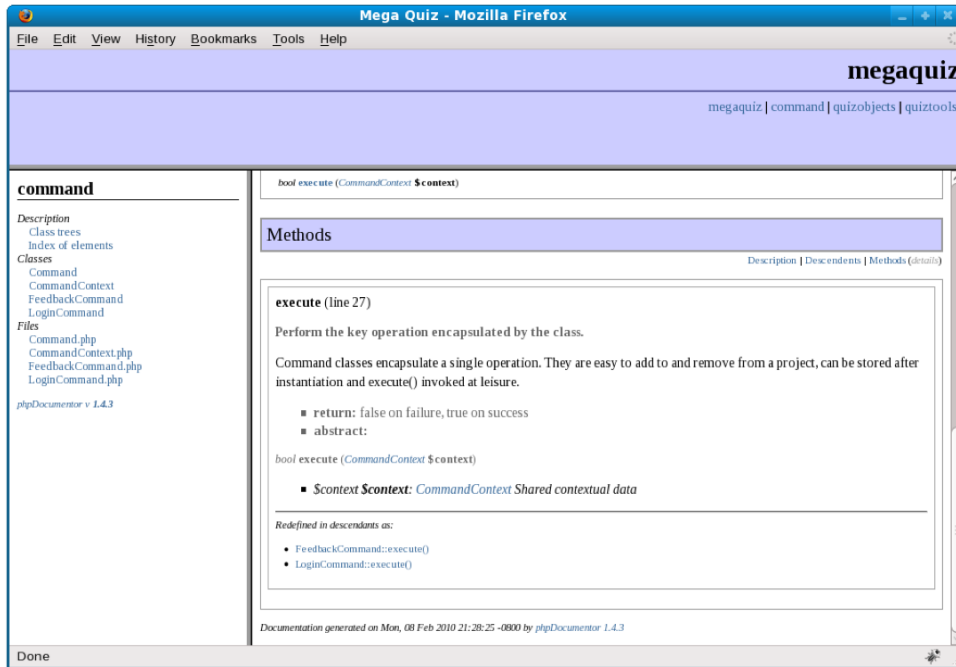 Mega Quiz - Mozilla Firefox
File Edit View History Bookmarks Tools Help
megaquiz
megaquiz | command | quizobjects | quiztools
command
Description
Class trees
Index of elements
Classes
Command
CommandContext
FeedbackCommand
LoginCommand
Files
Command.php
CommandContext.php
FeedbackCommand.php
LoginCommand.php
phpDocumentor v 1.4.3
bool execute (CommandContext $context)
Methods
Description | Descendents | Methods (details)
execute (line 27)
Perform the key operation encapsulated by the class.
Command classes encapsulate a single operation. They are easy to add to and remove from a project, can be stored after
instantiation and execute() invoked at leisure.
return: false on failure, true on success
abstract:
bool execute (CommandContext $context)
$context $context: CommandContext Shared contextual data
Redefined in descendants as:
FeedbackCommand::execute()
LoginCommand::execute()
Documentation generated on Mon, 08 Feb 2010 21:28:25 -0800 by phpDocumentor 1.4.3
Done